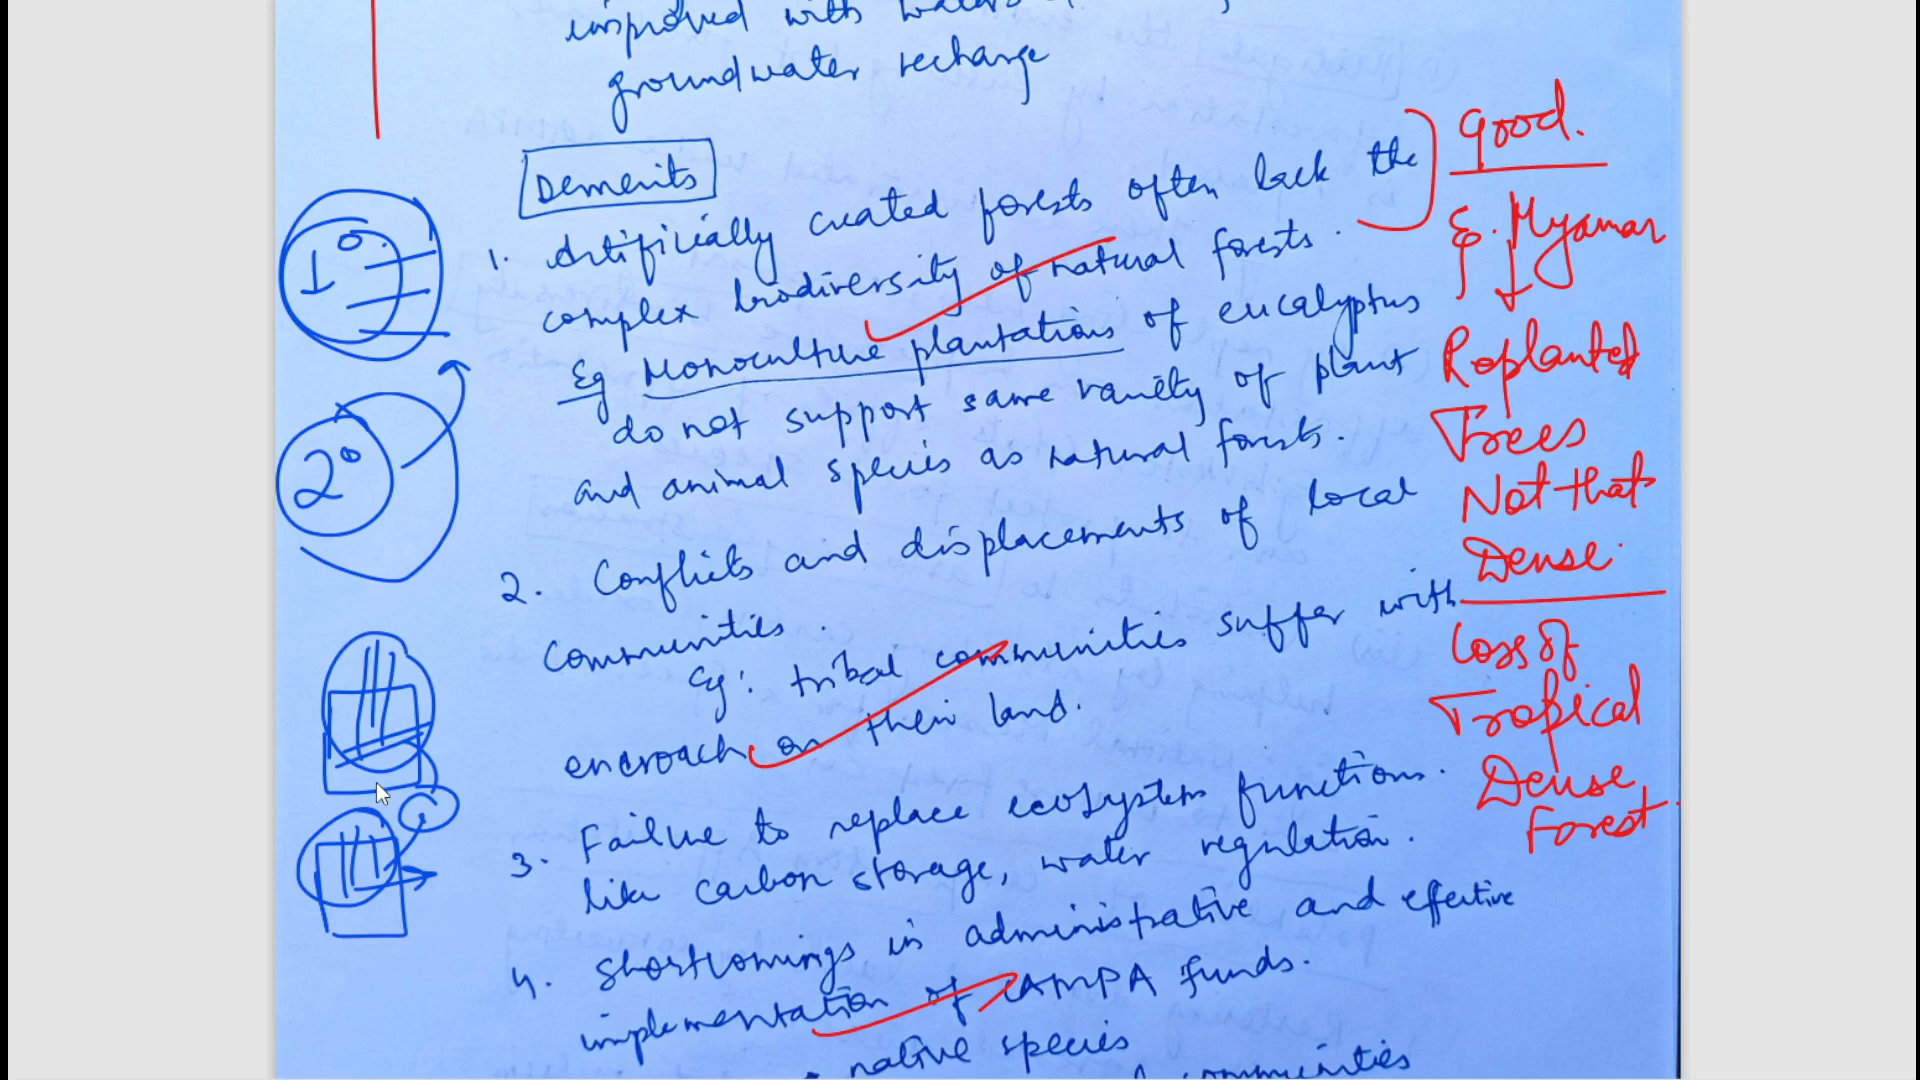 improved with
groundwater recharge
Demerits
1. Artificially created forests often lack the
complex biodiversity of natural forests.
Eg Monoculture plantations of eucalyptus
do not support same variety of plant
and animal species as natural forests.
2. Conflicts and displacements of local
communities.
Eg: tribal communities suffer with
encroach on their land.
3. Failure to replace ecosystem functions.
like carbon storage, water regulation.
4. Shortcomings in administrative and effective
implementation of CAMPA funds.
native species
communities
1°
2°
Good.
Eg. Myamar
Replanted
Trees
Not that
Dense.
Loss of
Tropical
Dense
Forest.